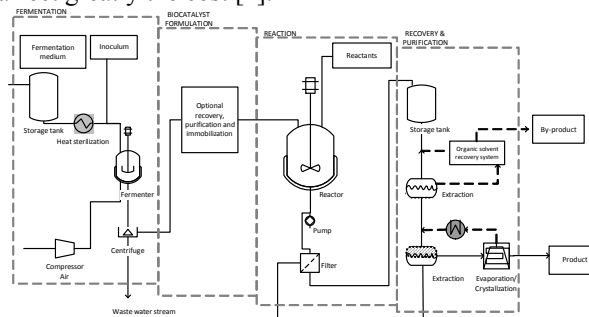 FERMENTATION
BIOCATALYST
FORMULATION
REACTION
RECOVERY &
PURIFICATION
Fermentation
medium
Inoculum
Reactants
Storage tank
Heat sterilization
Optional
recovery,
purification and
immobilization
Storage tank
Organic solvent
recovery system
By-product
Fermenter
Reactor
Extraction
Pump
Centrifuge
Compressor
Air
Filter
Extraction
Evaporation/
Crystalization
Product
Waste water stream